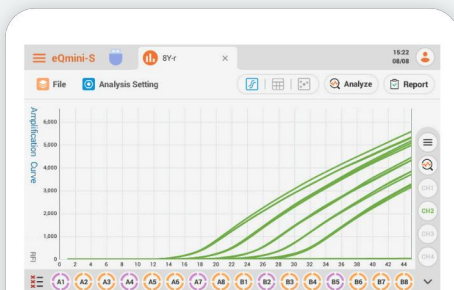 eQmini-S
8Y-r
×
16:22
08/08
File
Analysis Setting
Analyze
Report
Amplification Curve
6,000
5,000
4,000
3,000
2,000
1,000
0
RFI
0 2 4 6 8 10 12 14 16 18 20 22 24 26 28 30 32 34 36 38 40 42 44
CH1
CH2
CH3
CH4
A1 A2 A3 A4 A5 A6 A7 A8 B1 B2 B3 B4 B5 B6 B7 B8